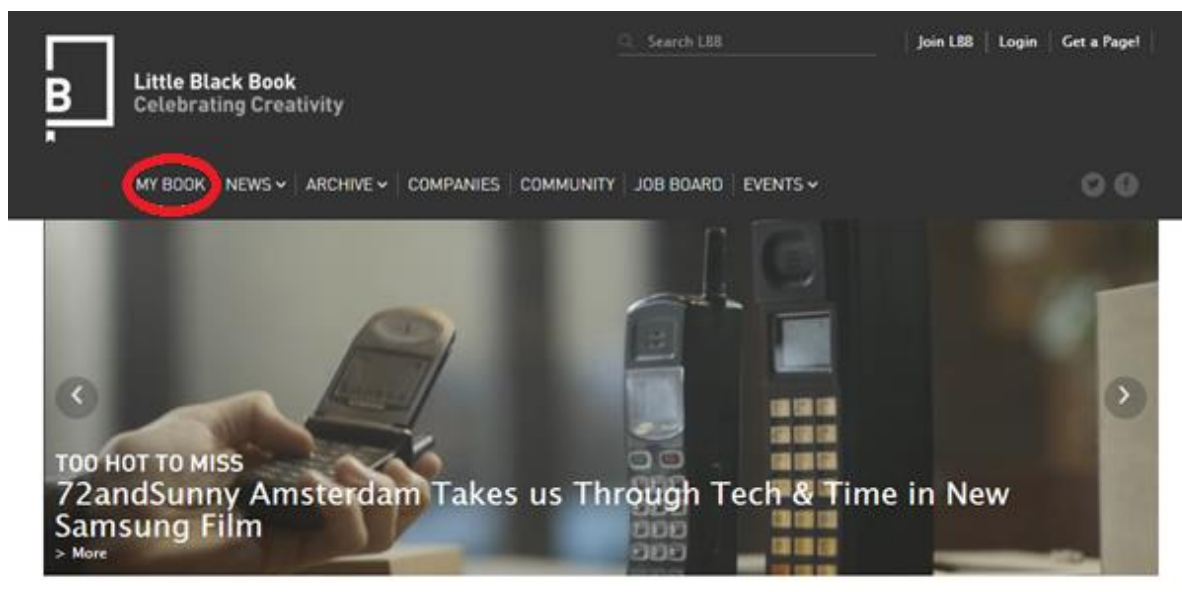 Search LBB
Join LBB
Login
Get a Page!
B
Little Black Book
Celebrating Creativity
MY BOOK
NEWS
ARCHIVE
COMPANIES
COMMUNITY
JOB BOARD
EVENTS
TOO HOT TO MISS
72andSunny Amsterdam Takes us Through Tech & Time in New
Samsung Film
> More